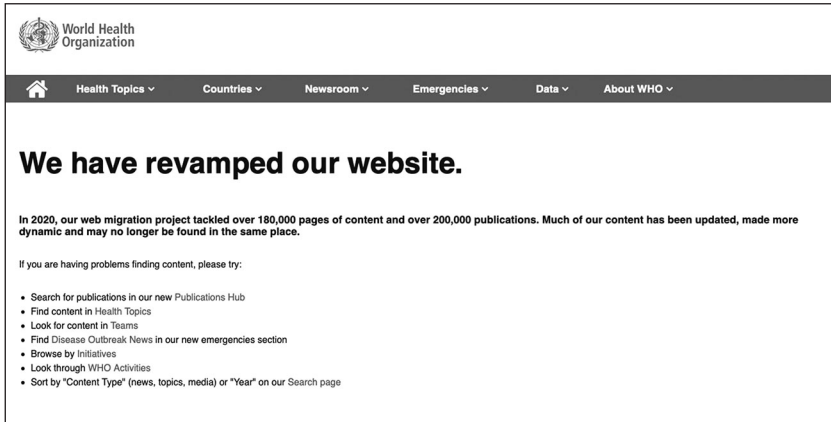 World Health
Organization
Health Topics
Countries
Newsroom
Emergencies
Data
About WHO
We have revamped our website.
In 2020, our web migration project tackled over 180,000 pages of content and over 200,000 publications. Much of our content has been updated, made more
dynamic and may no longer be found in the same place.
If you are having problems finding content, please try:
• Search for publications in our new Publications Hub
• Find content in Health Topics
• Look for content in Teams
• Find Disease Outbreak News in our new emergencies section
• Browse by Initiatives
• Look through WHO Activities
• Sort by "Content Type" (news, topics, media) or "Year" on our Search page